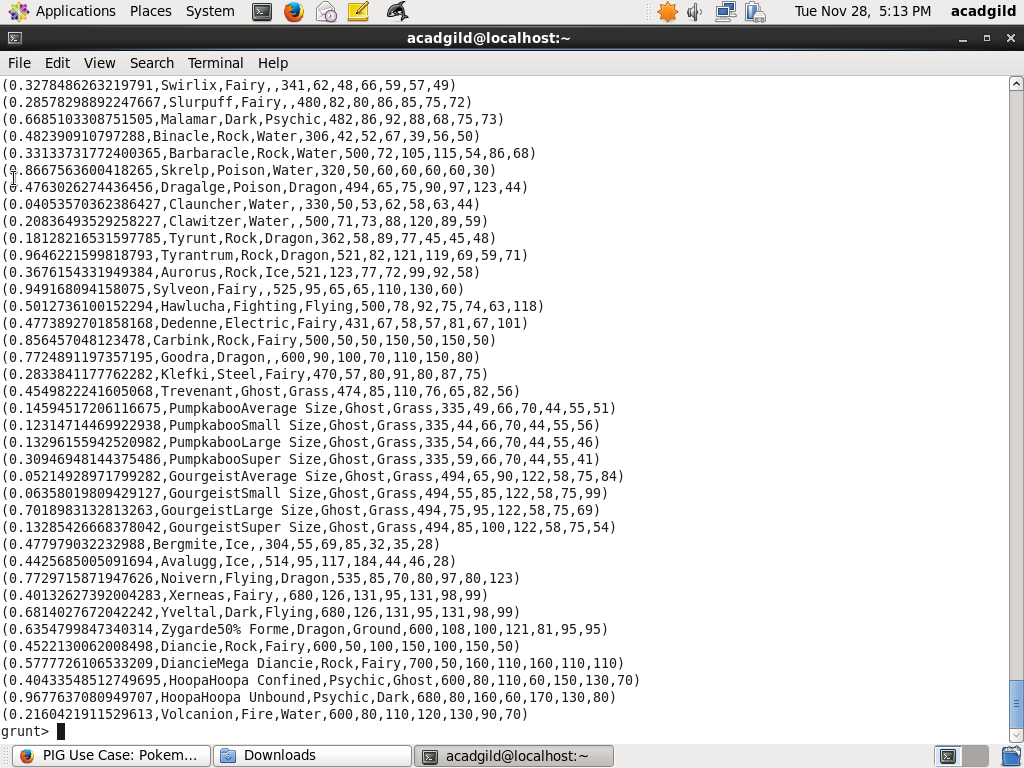 Applications Places System Tue Nov 28, 5:13 PM acadgild
acadgild@localhost:~
File Edit View Search Terminal Help
(0.3278486263219791,Swirlix,Fairy,,341,62,48,66,59,57,49)
(0.28578298892247667,Slurpuff,Fairy,,480,82,80,86,85,75,72)
(0.6685103308751505,Malamar,Dark,Psychic,482,86,92,88,68,75,73)
(0.482390910797288,Binacle,Rock,Water,306,42,52,67,39,56,50)
(0.33133731772400365,Barbaracle,Rock,Water,500,72,105,115,54,86,68)
(0.8667563600418265,Skrelp,Poison,Water,320,50,60,60,60,60,30)
(0.4763026274436456,Dragalge,Poison,Dragon,494,65,75,90,97,123,44)
(0.04053570362386427,Clauncher,Water,,330,50,53,62,58,63,44)
(0.20836493529258227,Clawitzer,Water,,500,71,73,88,120,89,59)
(0.18128216531597785,Tyrunt,Rock,Dragon,362,58,89,77,45,45,48)
(0.9646221599818793,Tyrantrum,Rock,Dragon,521,82,121,119,69,59,71)
(0.3676154331949384,Aurorus,Rock,Ice,521,123,77,72,99,92,58)
(0.949168094158075,Sylveon,Fairy,,525,95,65,65,110,130,60)
(0.5012736100152294,Hawlucha,Fighting,Flying,500,78,92,75,74,63,118)
(0.4773892701858168,Dedenne,Electric,Fairy,431,67,58,57,81,67,101)
(0.856457048123478,Carbink,Rock,Fairy,500,50,50,150,50,150,50)
(0.7724891197357195,Goodra,Dragon,,600,90,100,70,110,150,80)
(0.2833841177762282,Klefki,Steel,Fairy,470,57,80,91,80,87,75)
(0.4549822241605068,Trevenant,Ghost,Grass,474,85,110,76,65,82,56)
(0.14594517206116675,PumpkabooAverage Size,Ghost,Grass,335,49,66,70,44,55,51)
(0.12314714469922938,PumpkabooSmall Size,Ghost,Grass,335,44,66,70,44,55,56)
(0.13296155942520982,PumpkabooLarge Size,Ghost,Grass,335,54,66,70,44,55,46)
(0.30946948144375486,PumpkabooSuper Size,Ghost,Grass,335,59,66,70,44,55,41)
(0.05214928971799282,GourgeistAverage Size,Ghost,Grass,494,65,90,122,58,75,84)
(0.06358019809429127,GourgeistSmall Size,Ghost,Grass,494,55,85,122,58,75,99)
(0.7018983132813263,GourgeistLarge Size,Ghost,Grass,494,75,95,122,58,75,69)
(0.13285426668378042,GourgeistSuper Size,Ghost,Grass,494,85,100,122,58,75,54)
(0.477979032232988,Bergmite,Ice,,304,55,69,85,32,35,28)
(0.4425685005091694,Avalugg,Ice,,514,95,117,184,44,46,28)
(0.7729715871947626,Noivern,Flying,Dragon,535,85,70,80,97,80,123)
(0.40132627392004283,Xerneas,Fairy,,680,126,131,95,131,98,99)
(0.6814027672042242,Yveltal,Dark,Flying,680,126,131,95,131,98,99)
(0.6354799847340314,Zygarde50% Forme,Dragon,Ground,600,108,100,121,81,95,95)
(0.4522130062008498,Diancie,Rock,Fairy,600,50,100,150,100,150,50)
(0.5777726106533209,DiancieMega Diancie,Rock,Fairy,700,50,160,110,160,110,110)
(0.40433548512749695,HoopaHoopa Confined,Psychic,Ghost,600,80,110,60,150,130,70)
(0.9677637080949707,HoopaHoopa Unbound,Psychic,Dark,680,80,160,60,170,130,80)
(0.2160421911529613,Volcanion,Fire,Water,600,80,110,120,130,90,70)
grunt>
PIG Use Case: Pokem... Downloads acadgild@localhost:~